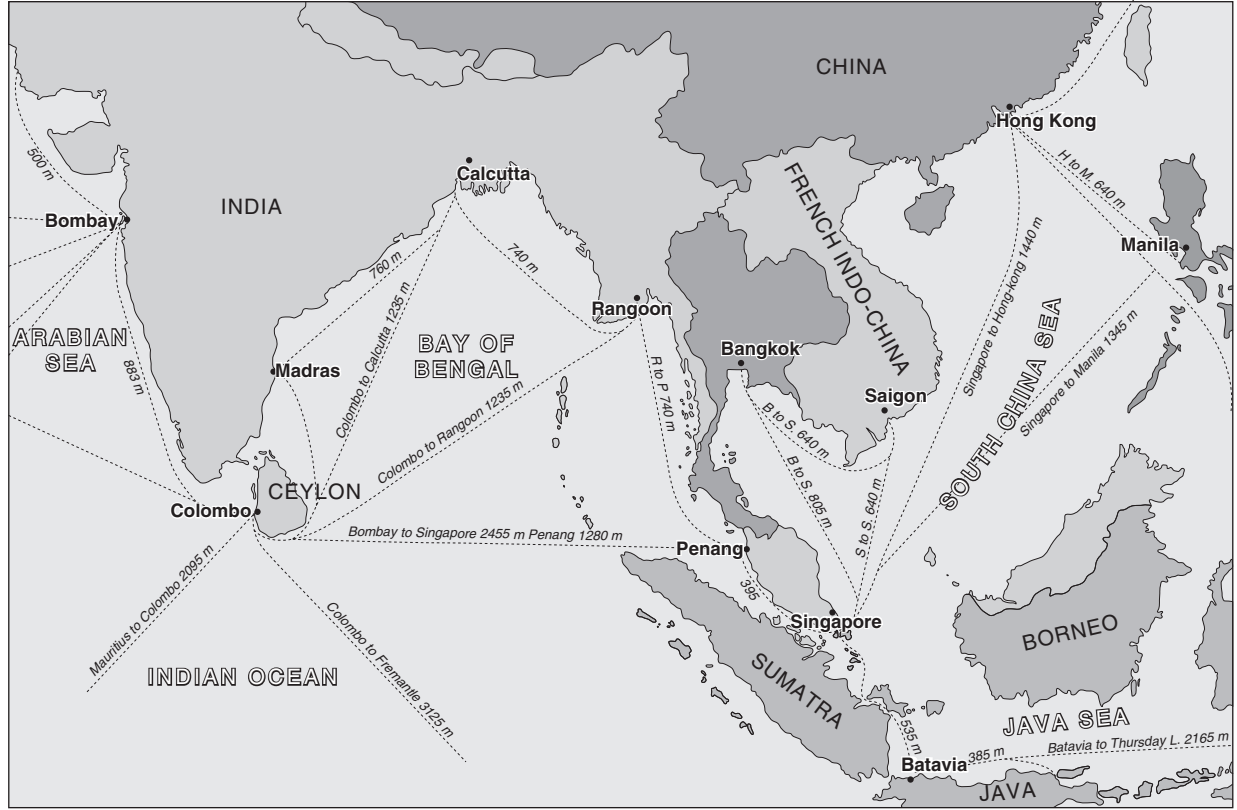 CHINA
Hong Kong
500 m
Calcutta
FRENCH INDO-CHINA
H to M. 640 m
INDIA
Bombay
Manila
760 m
740 m
Singapore to Hong-kong 1440 m
Colombo to Calcutta 1235 m
Rangoon
ARABIAN
SEA
BAY OF
BENGAL
Bangkok
883 m
Madras
R to P 740 m
SOUTH CHINA SEA
Singapore to Manila 1345 m
Saigon
Colombo to Rangoon 1235 m
B to S. 640 m
B to S. 805 m
CEYLON
Colombo
S to S. 640 m
Bombay to Singapore 2455 m Penang 1280 m
Penang
Mauritius to Colombo 2095 m
395
Singapore
Colombo to Fremantle 3125 m
BORNEO
INDIAN OCEAN
SUMATRA
JAVA SEA
535 m
Batavia to Thursday L. 2165 m
385 m
Batavia
JAVA